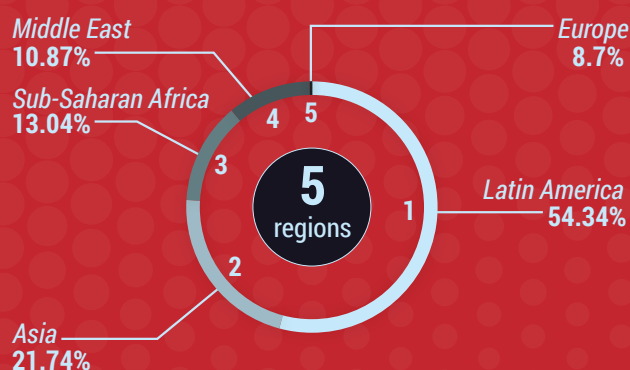 Middle East
10.87%
Europe
8.7%
Sub-Saharan Africa
13.04%
4
5
3
5
regions
1
Latin America
54.34%
2
Asia
21.74%